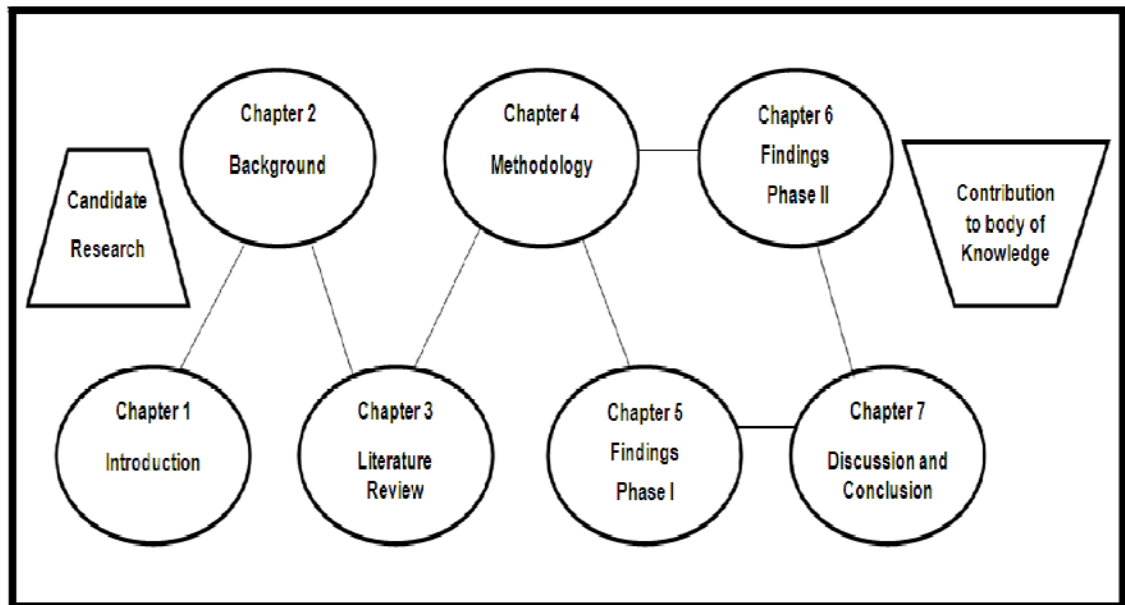 Candidate
Research
Chapter 2
Background
Chapter 4
Methodology
Chapter 6
Findings
Phase II
Contribution
to body of
Knowledge
Chapter 1
Introduction
Chapter 3
Literature
Review
Chapter 5
Findings
Phase I
Chapter 7
Discussion and
Conclusion